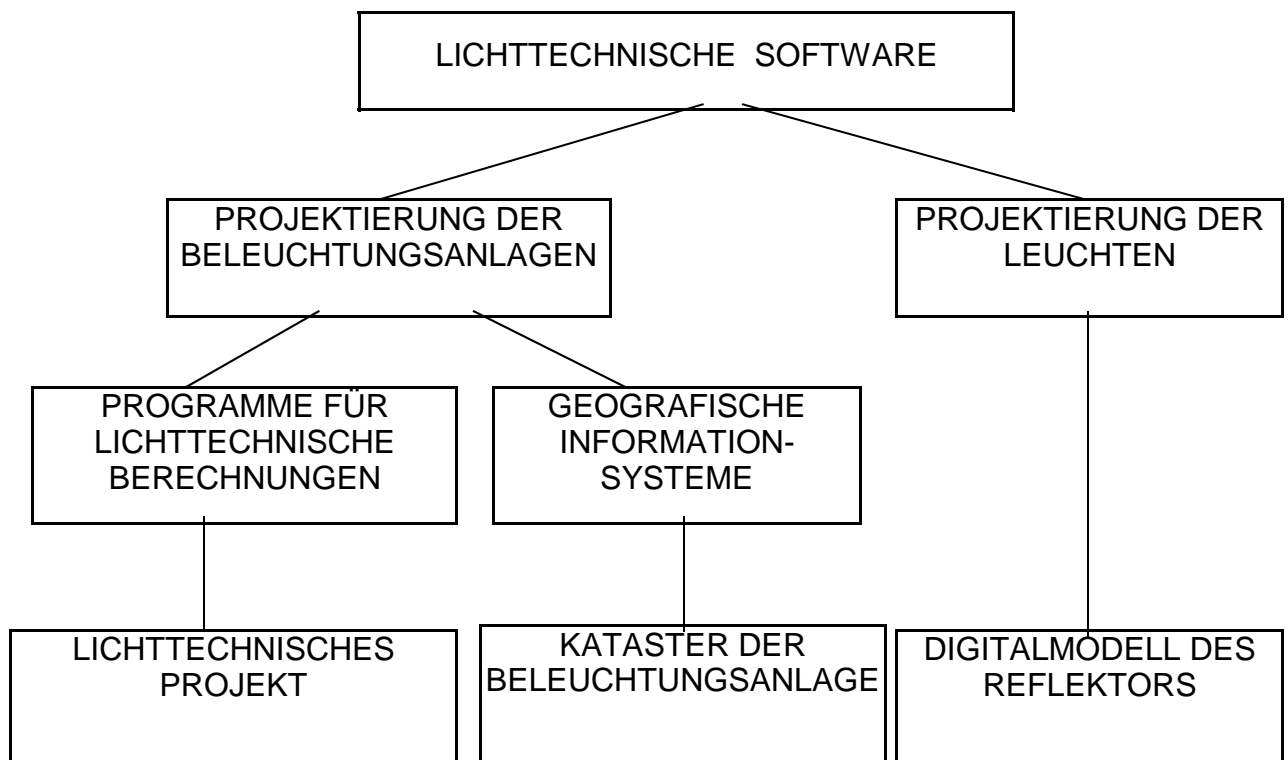 LICHTTECHNISCHE SOFTWARE
PROJEKTIERUNG DER
BELEUCHTUNGSANLAGEN
PROJEKTIERUNG DER
LEUCHTEN
PROGRAMME FÜR
LICHTTECHNISCHE
BERECHNUNGEN
GEOGRAFISCHE
INFORMATION-
SYSTEME
LICHTTECHNISCHES
PROJEKT
KATASTER DER
BELEUCHTUNGSANLAGE
DIGITALMODELL DES
REFLEKTORS